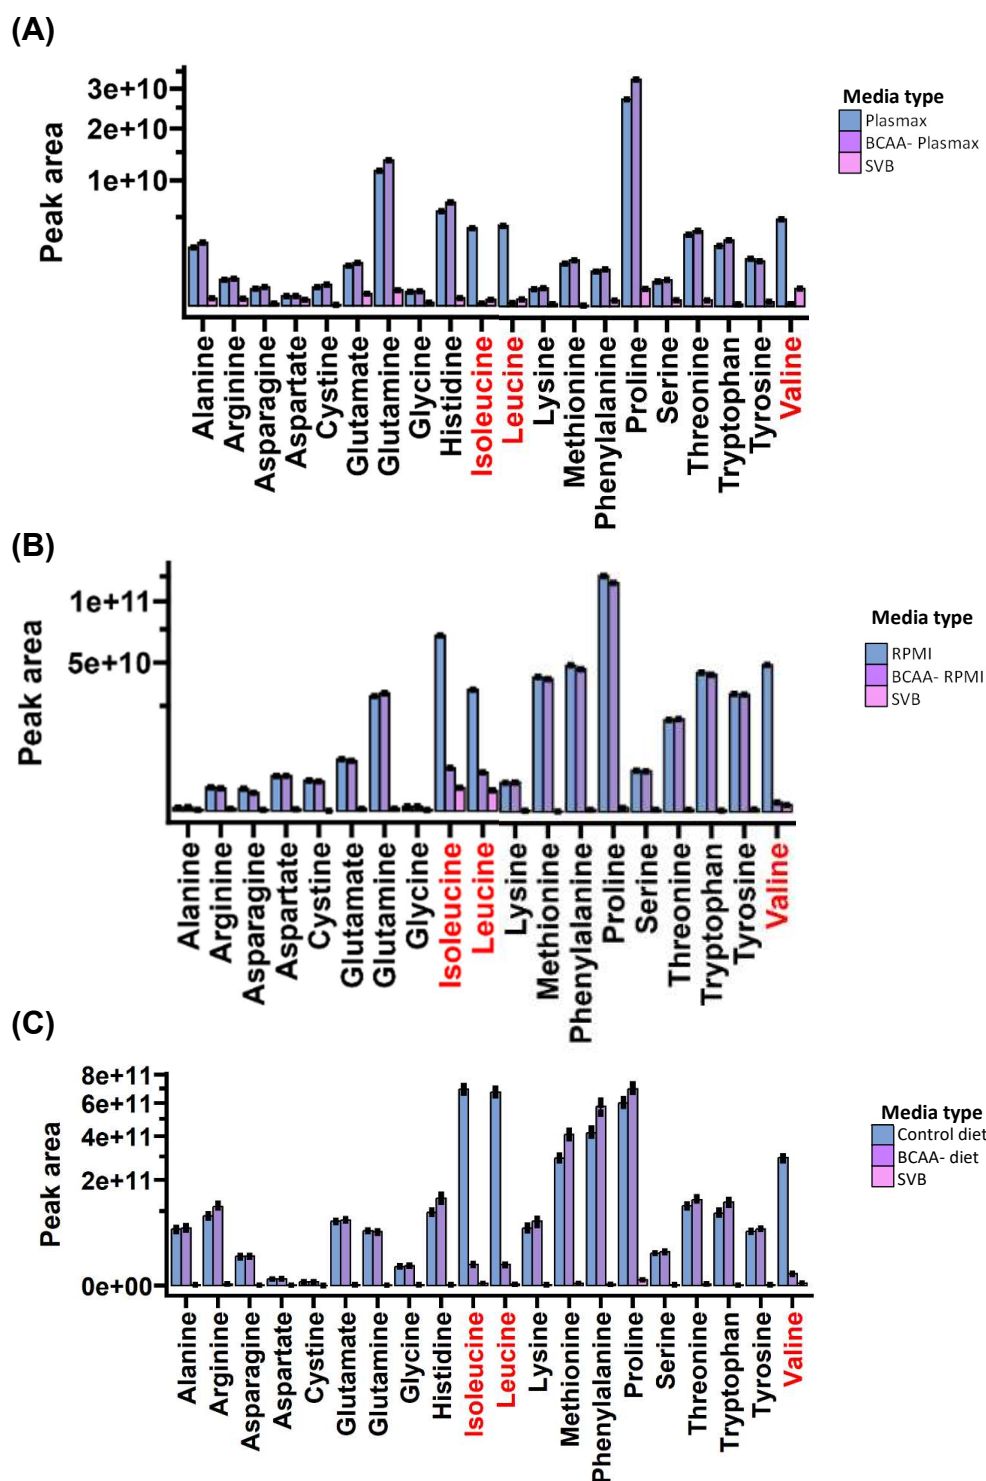 (A)
Peak area
3e+10
2e+10
1e+10
Media type
Plasmax
BCAA- Plasmax
SVB
Alanine
Arginine
Asparagine
Aspartate
Cystine
Glutamate
Glutamine
Glycine
Histidine
Isoleucine
Leucine
Lysine
Methionine
Phenylalanine
Proline
Serine
Threonine
Tryptophan
Tyrosine
Valine
(B)
Peak area
1e+11
5e+10
Media type
RPMI
BCAA- RPMI
SVB
Alanine
Arginine
Asparagine
Aspartate
Cystine
Glutamate
Glutamine
Glycine
Isoleucine
Leucine
Lysine
Methionine
Phenylalanine
Proline
Serine
Threonine
Tryptophan
Tyrosine
Valine
(C)
Peak area
8e+11
6e+11
4e+11
2e+11
0e+00
Media type
Control diet
BCAA- diet
SVB
Alanine
Arginine
Asparagine
Aspartate
Cystine
Glutamate
Glutamine
Glycine
Histidine
Isoleucine
Leucine
Lysine
Methionine
Phenylalanine
Proline
Serine
Threonine
Tryptophan
Tyrosine
Valine